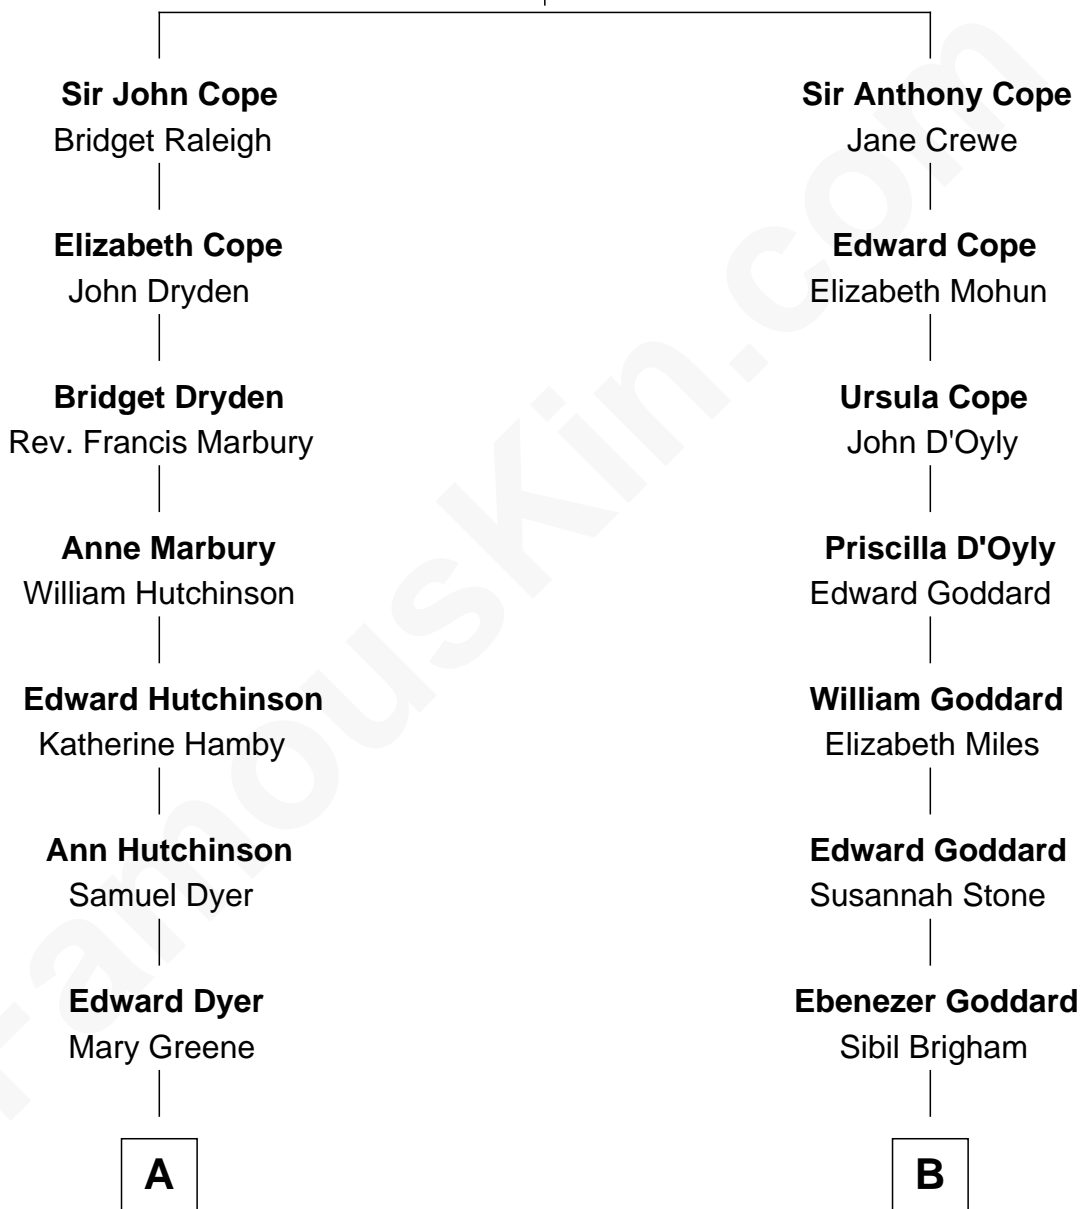 Sir John Cope
Bridget Raleigh
Elizabeth Cope
John Dryden
Bridget Dryden
Rev. Francis Marbury
Anne Marbury
William Hutchinson
Edward Hutchinson
Katherine Hamby
Ann Hutchinson
Samuel Dyer
Edward Dyer
Mary Greene
A
Sir Anthony Cope
Jane Crewe
Edward Cope
Elizabeth Mohun
Ursula Cope
John D'Oyly
Priscilla D'Oyly
Edward Goddard
William Goddard
Elizabeth Miles
Edward Goddard
Susannah Stone
Ebenezer Goddard
Sibil Brigham
B
FamousKin.com